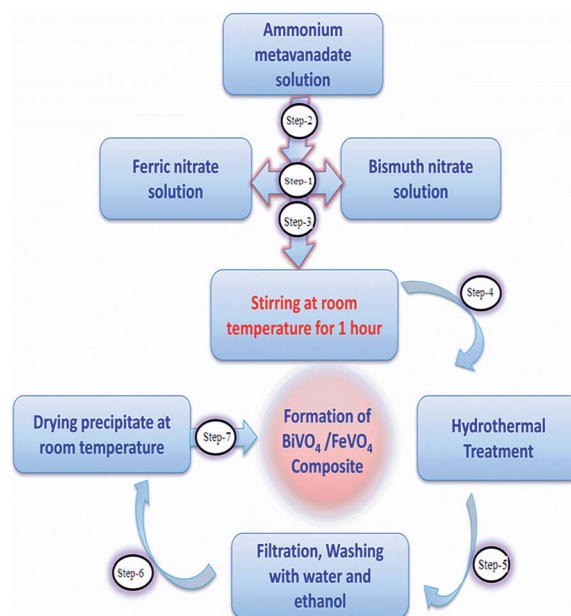 Ammonium
metavanadate
solution
Step-2
Ferric nitrate
solution
Step-1
Bismuth nitrate
solution
Step-3
Stirring at room
temperature for 1 hour
Step-4
Drying precipitate at
room temperature
Step-7
Formation of
BiVO₄ /FeVO₄
Composite
Hydrothermal
Treatment
Step-6
Filtration, Washing
with water and
ethanol
Step-5